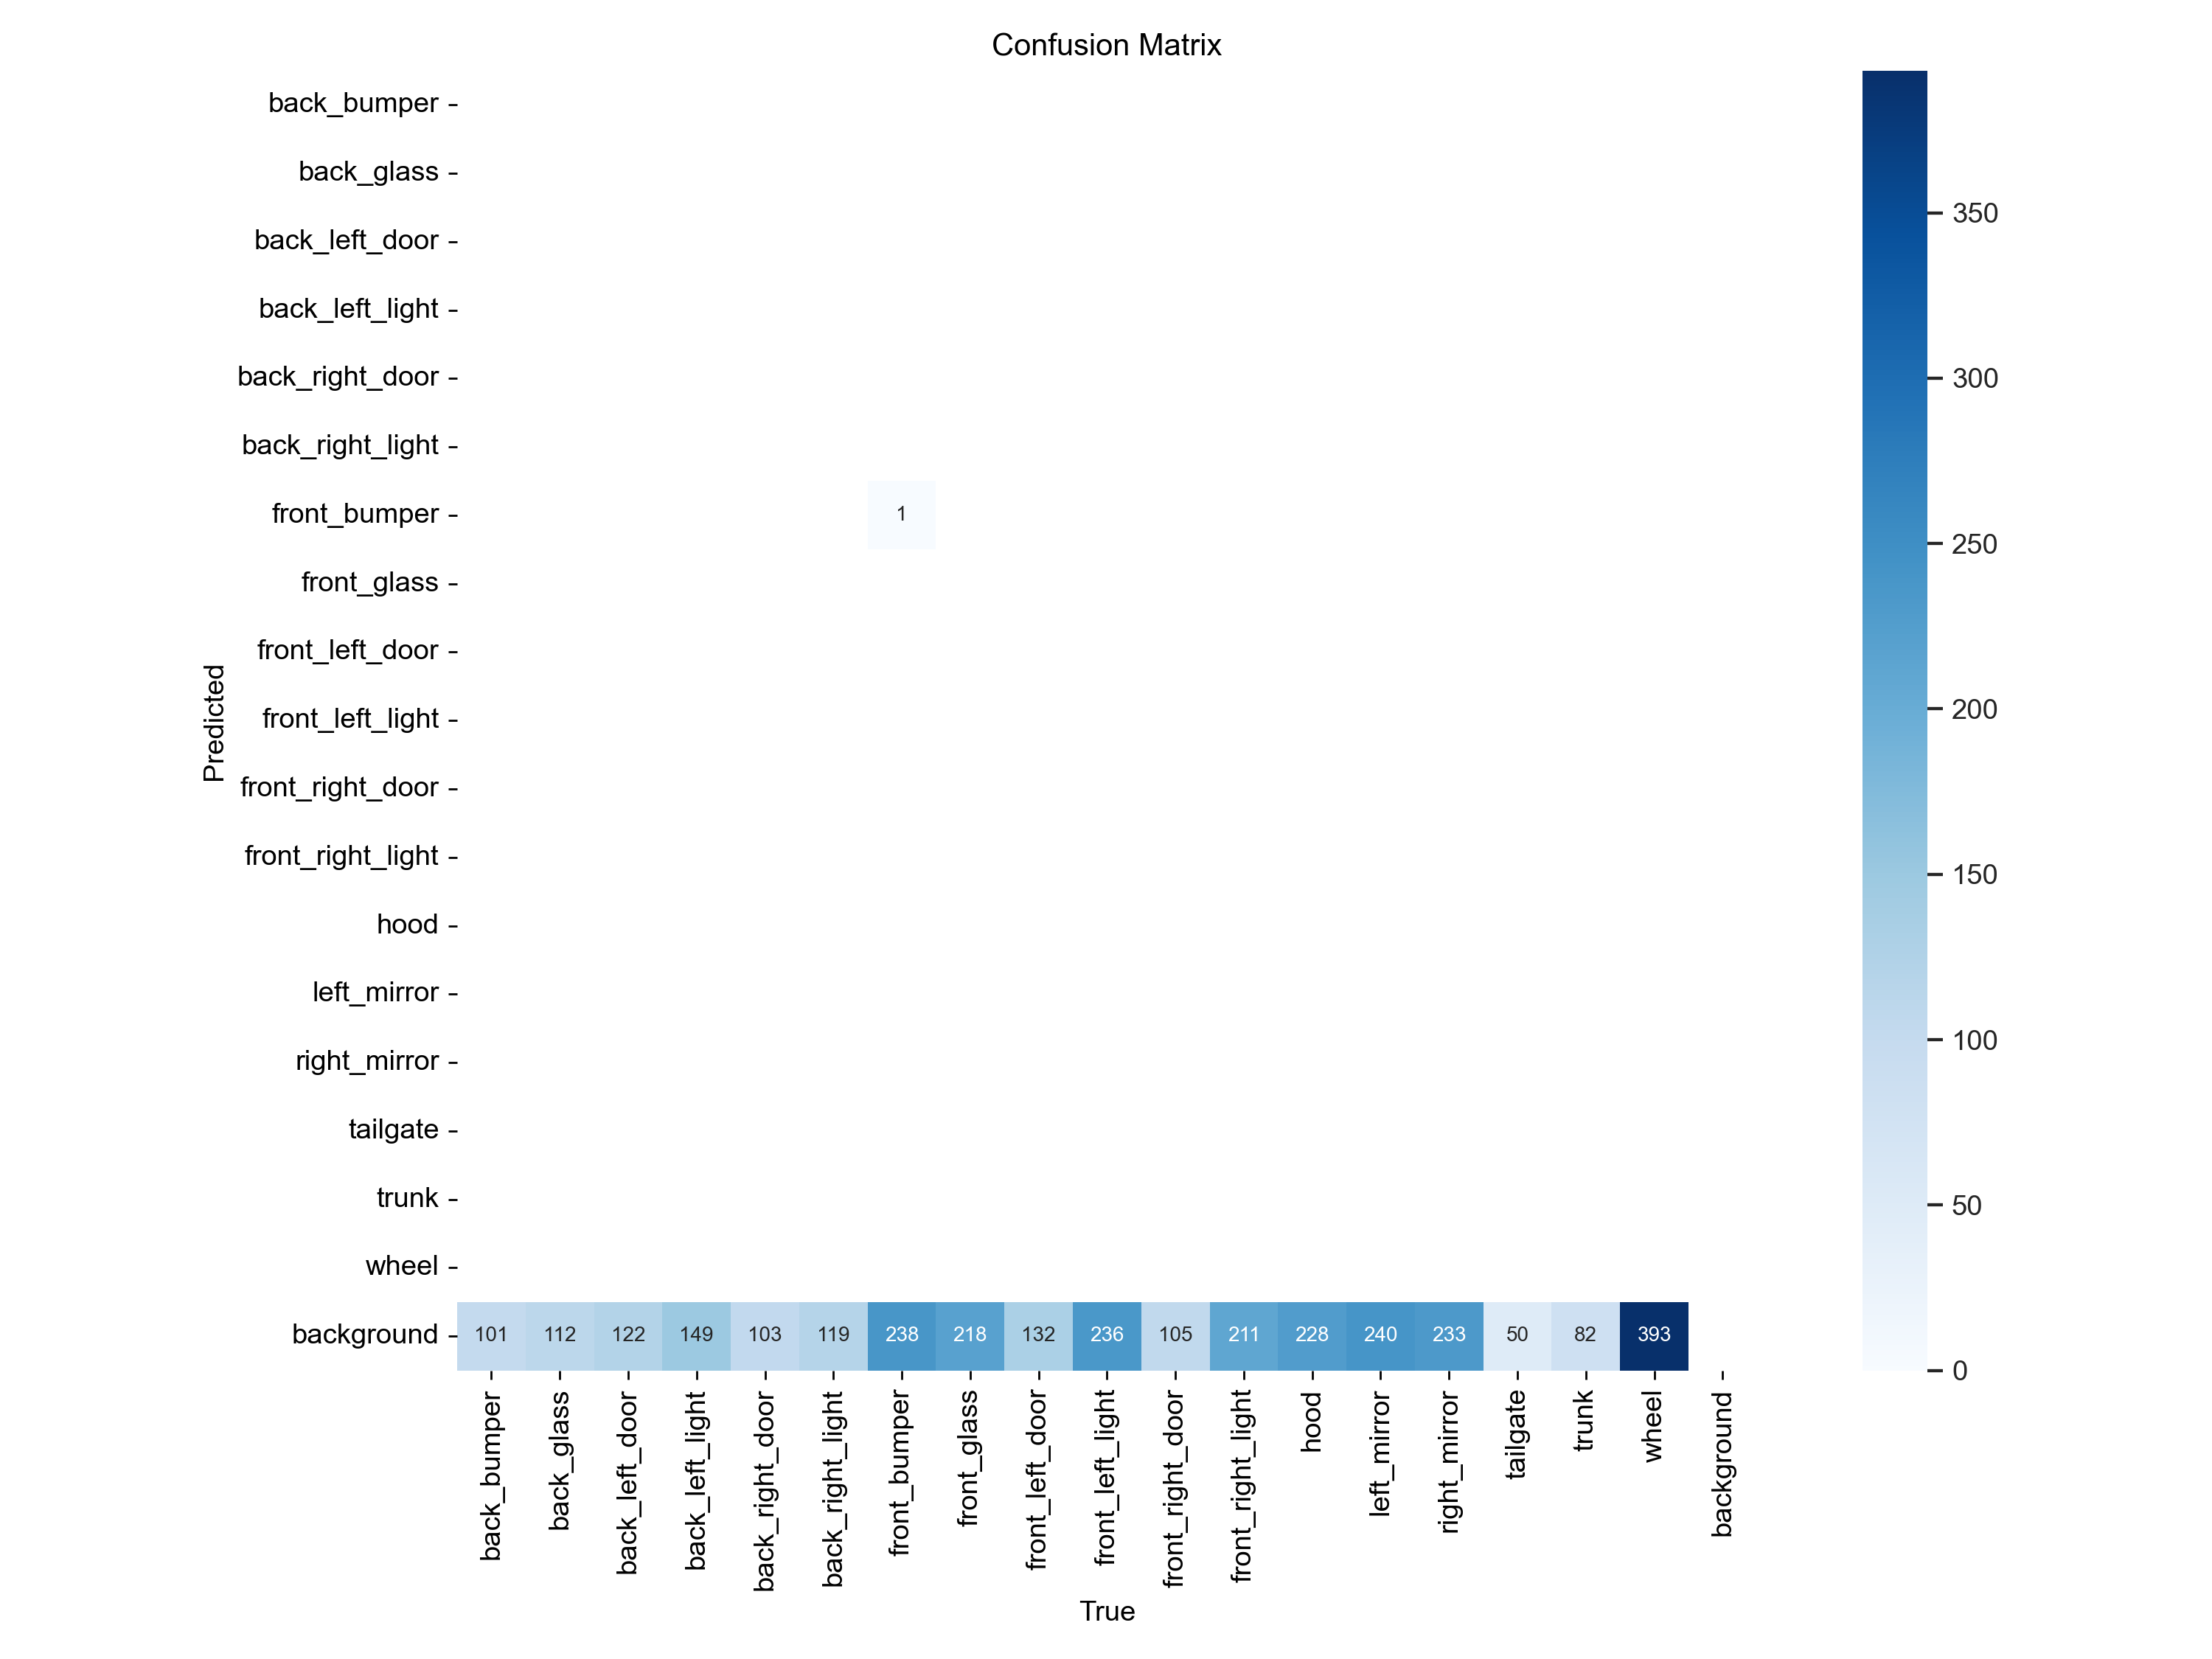 Confusion Matrix
back_bumper
back_glass
back_left_door
back_left_light
back_right_door
back_right_light
front_bumper
1
front_glass
front_left_door
front_left_light
front_right_door
front_right_light
hood
left_mirror
right_mirror
tailgate
trunk
wheel
background
101 112 122 149 103 119 238 218 132 236 105 211 228 240 233 50 82 393
Predicted
back_bumper
back_glass
back_left_door
back_left_light
back_right_door
back_right_light
front_bumper
front_glass
front_left_door
front_left_light
front_right_door
front_right_light
hood
left_mirror
right_mirror
tailgate
trunk
wheel
background
True
350
300
250
200
150
100
50
0